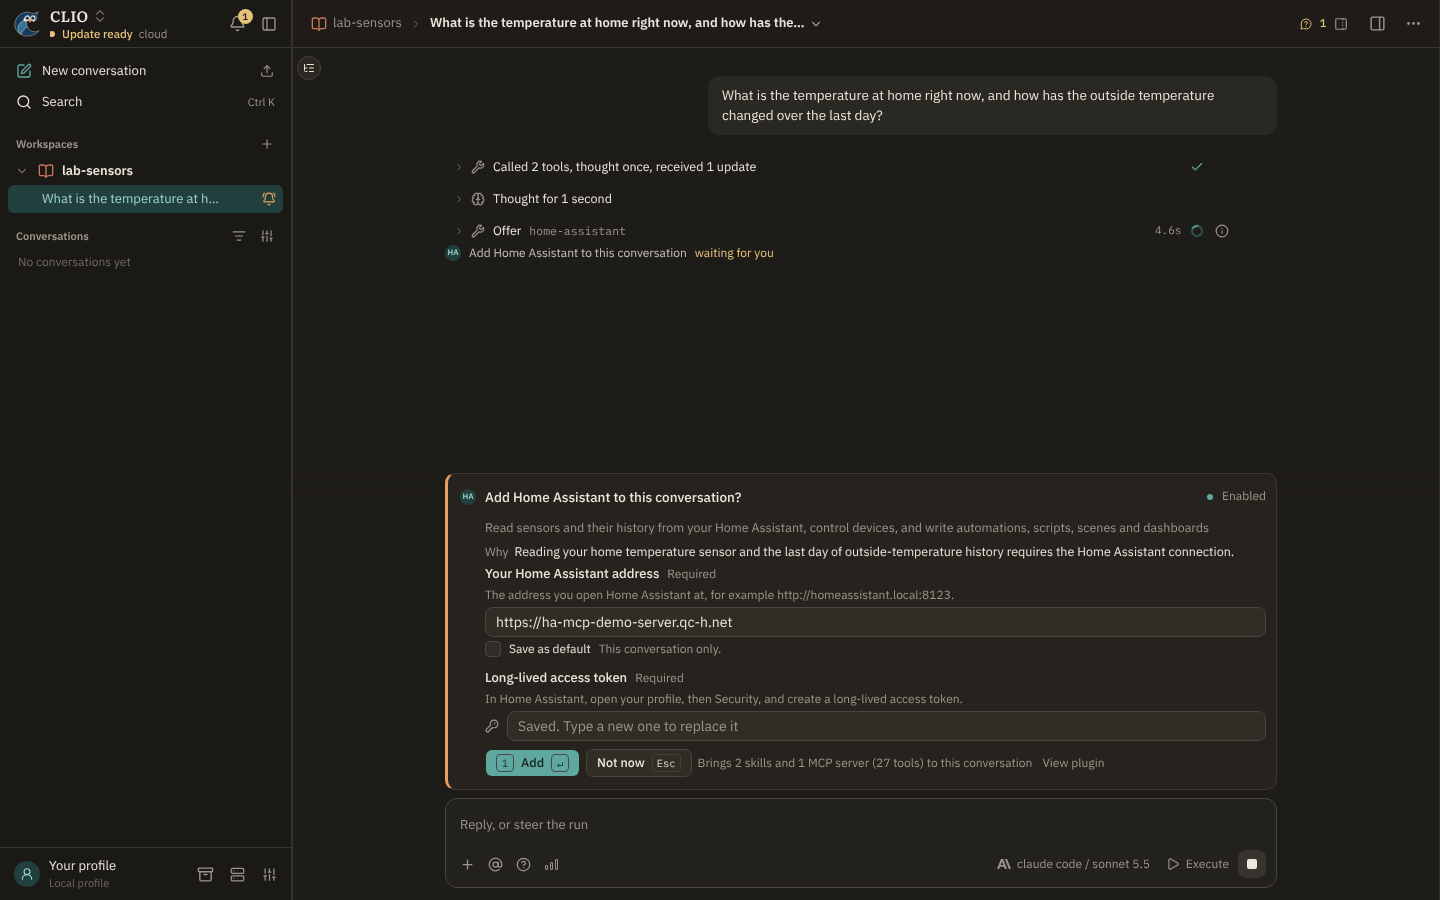 CLIO
Update ready cloud
1
New conversation
Search Ctrl K
Workspaces
lab-sensors
What is the temperature at h...
Conversations
No conversations yet
Your profile
Local profile
lab-sensors What is the temperature at home right now, and how has the... 1
What is the temperature at home right now, and how has the outside temperature
changed over the last day?
Called 2 tools, thought once, received 1 update
Thought for 1 second
Offer home-assistant 4.6s
HA Add Home Assistant to this conversation waiting for you
HA Add Home Assistant to this conversation? Enabled
Read sensors and their history from your Home Assistant, control devices, and write automations, scripts, scenes and dashboards
Why Reading your home temperature sensor and the last day of outside-temperature history requires the Home Assistant connection.
Your Home Assistant address Required
The address you open Home Assistant at, for example http://homeassistant.local:8123.
https://ha-mcp-demo-server.qc-h.net
Save as default This conversation only.
Long-lived access token Required
In Home Assistant, open your profile, then Security, and create a long-lived access token.
Saved. Type a new one to replace it
1 Add ↵ Not now Esc Brings 2 skills and 1 MCP server (27 tools) to this conversation View plugin
Reply, or steer the run
claude code / sonnet 5.5 Execute